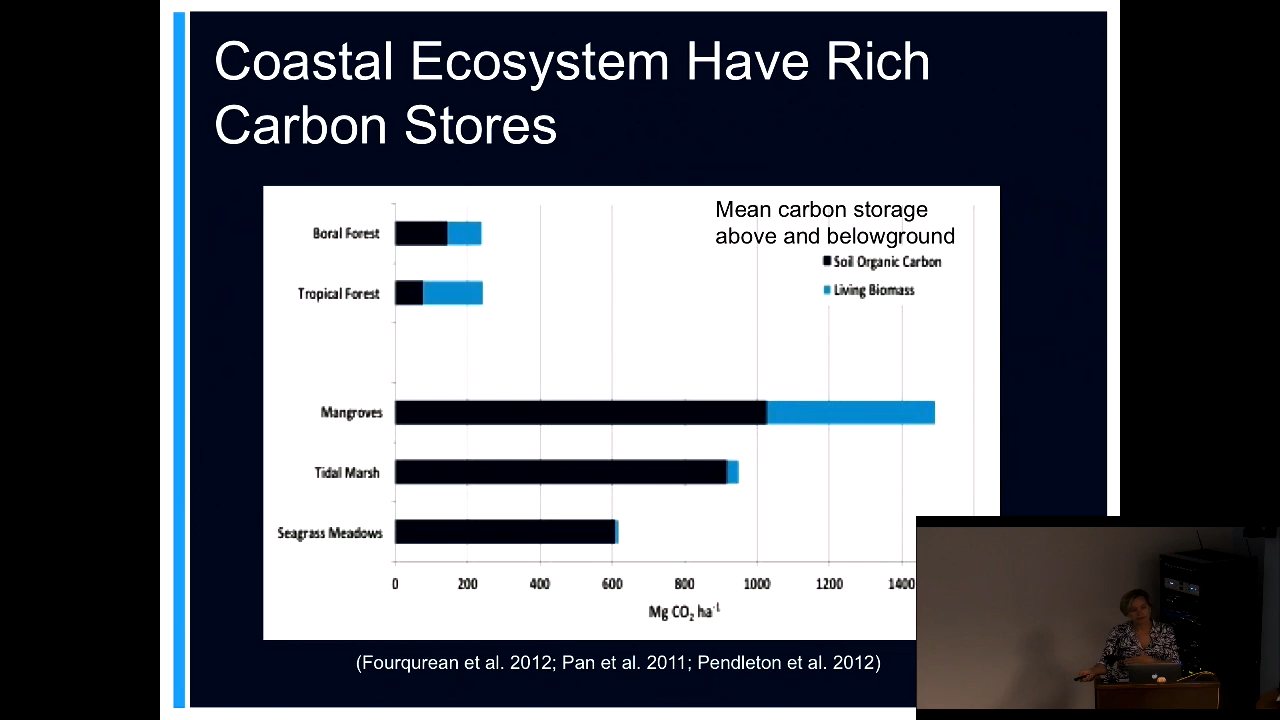 Coastal Ecosystem Have Rich
Carbon Stores
Mean carbon storage
above and belowground
Soil Organic Carbon
Living Biomass
Boral Forest
Tropical Forest
Mangroves
Tidal Marsh
Seagrass Meadows
0 200 400 600 800 1000 1200 1400
Mg CO₂ ha⁻¹
(Fourqurean et al. 2012; Pan et al. 2011; Pendleton et al. 2012)